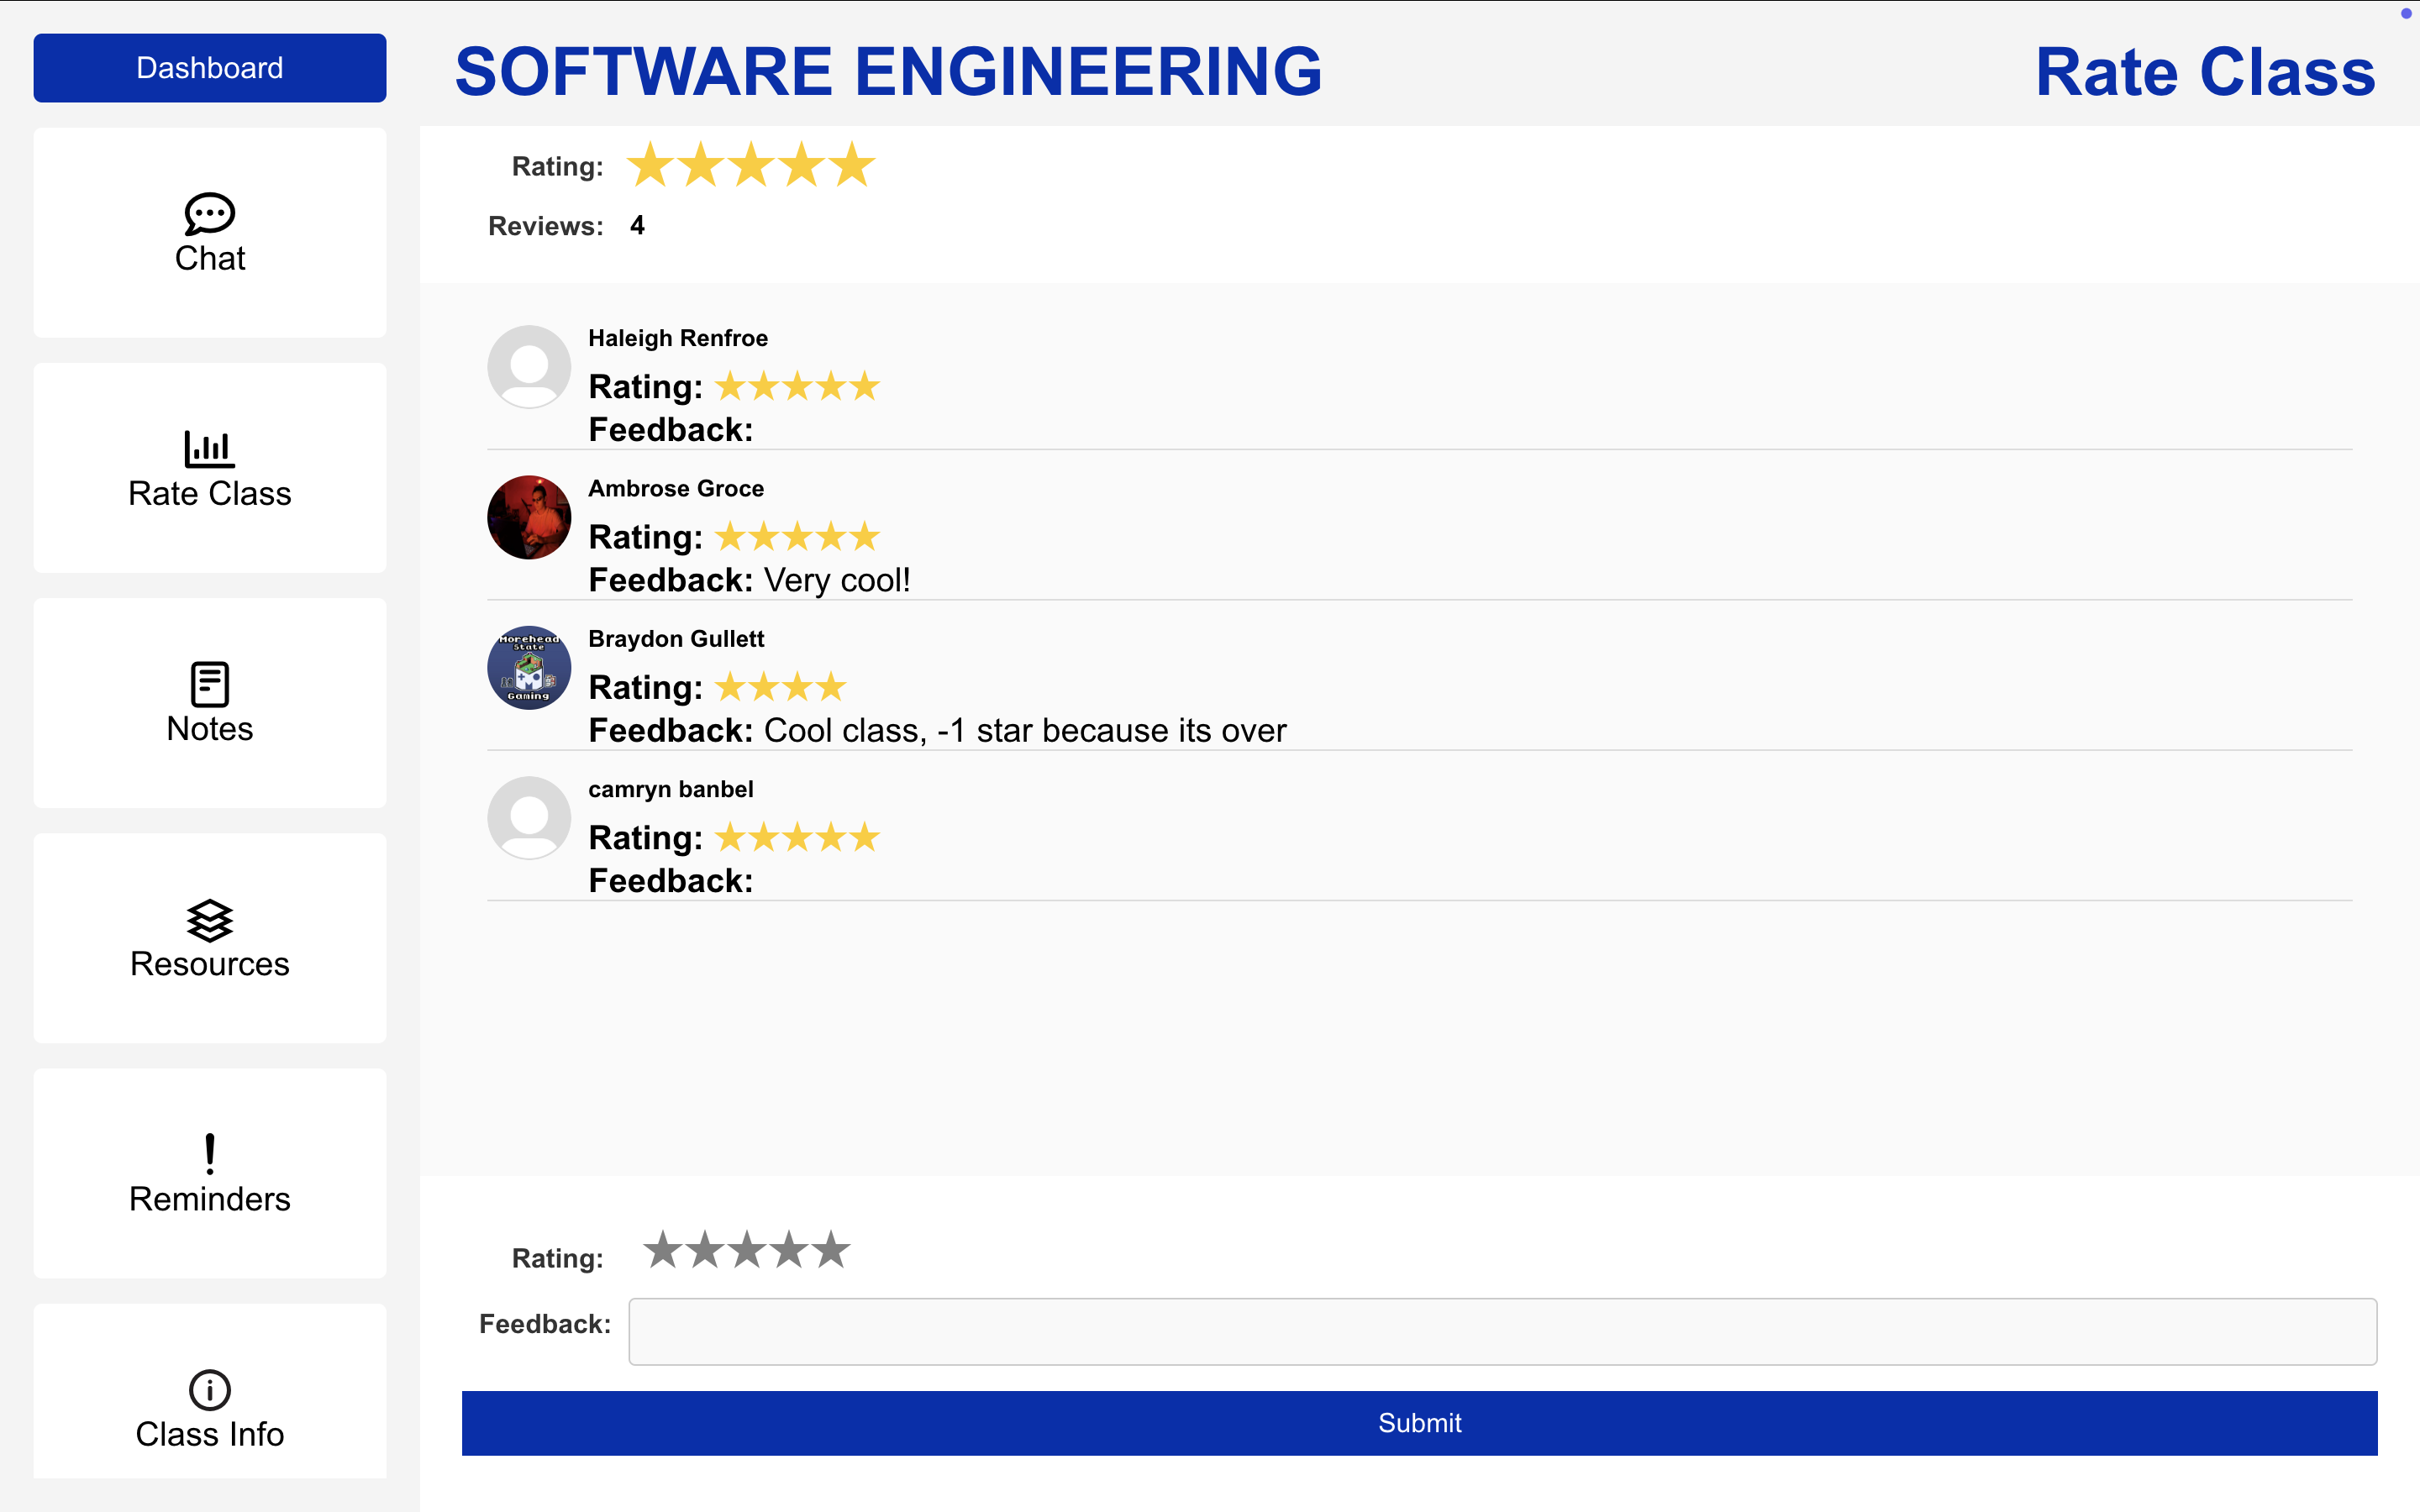 Dashboard
SOFTWARE ENGINEERING
Rate Class
Chat
Rate Class
Notes
Resources
Reminders
Class Info
Rating:
Reviews: 4
Haleigh Renfroe
Rating:
Feedback:
Ambrose Groce
Rating:
Feedback: Very cool!
Morehead
State
Gaming
Braydon Gullett
Rating:
Feedback: Cool class, -1 star because its over
camryn banbel
Rating:
Feedback:
Rating:
Feedback:
Submit